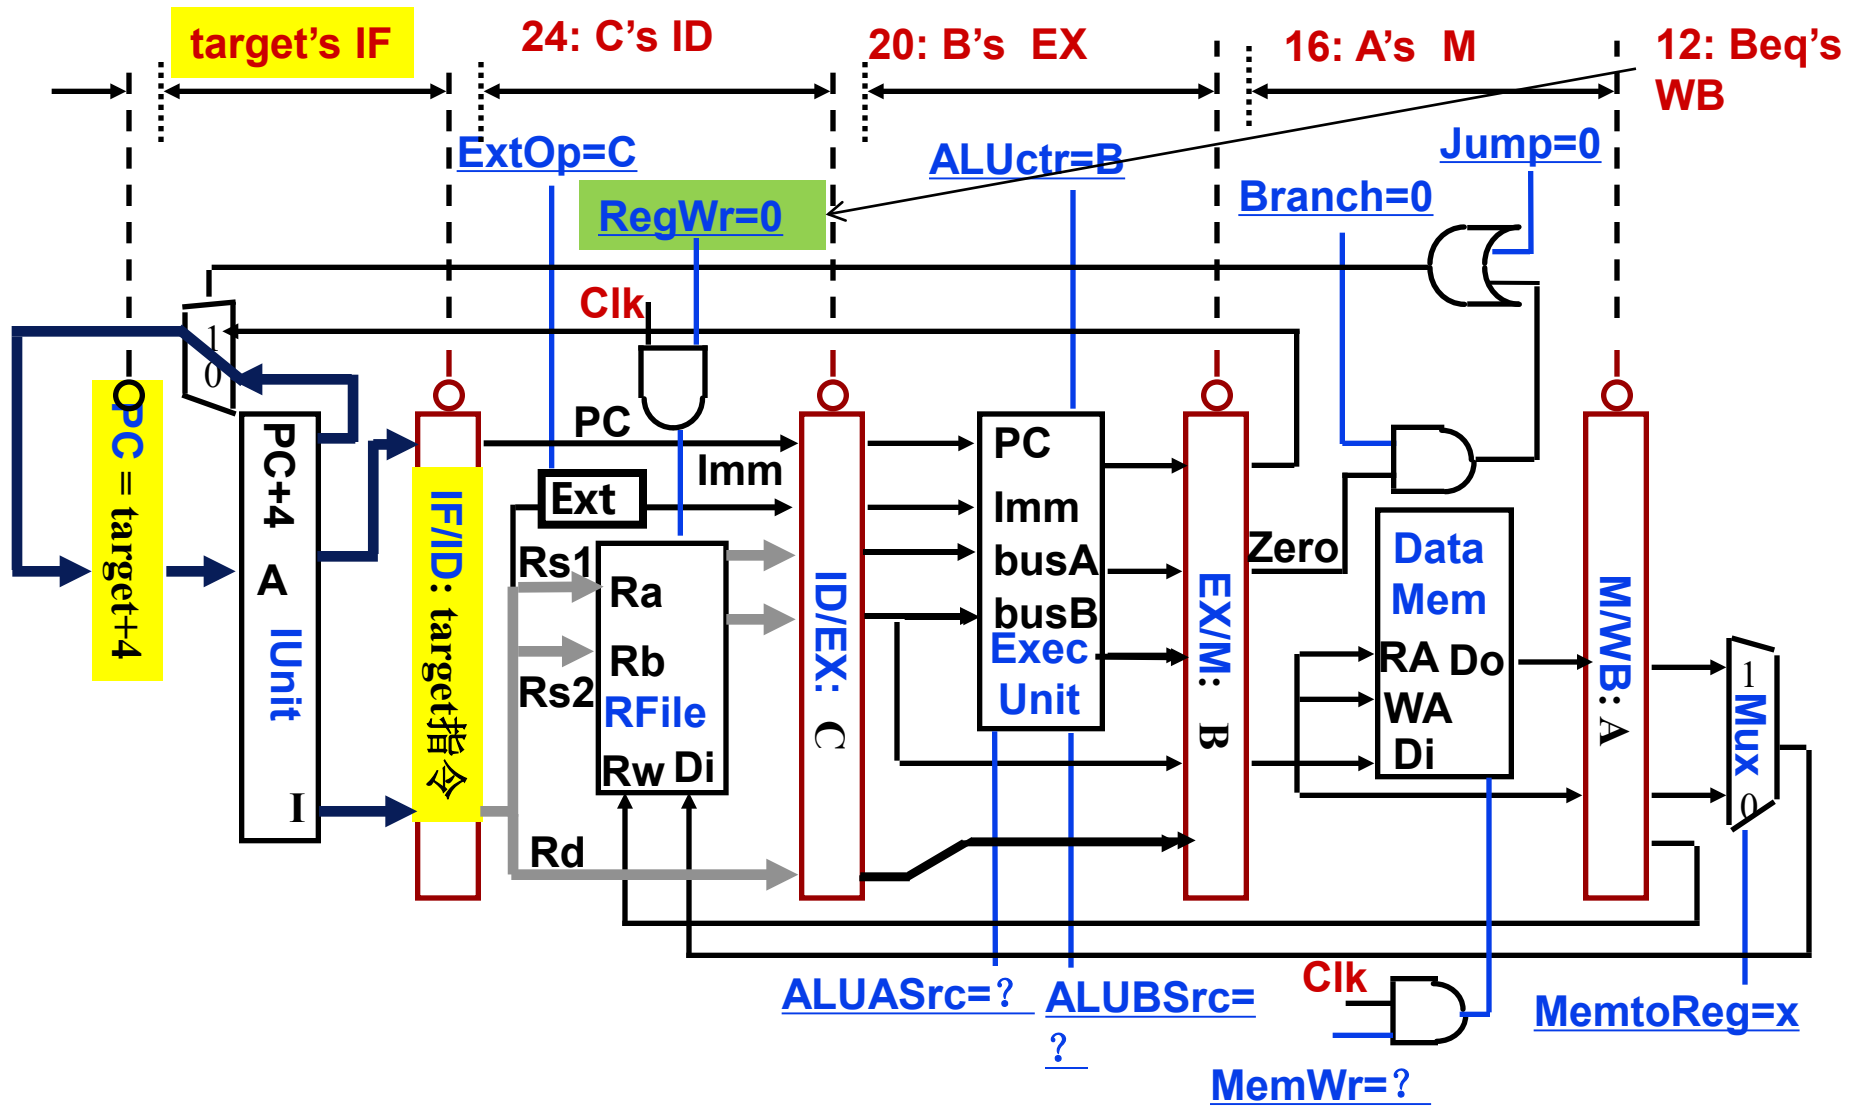 target's IF
24: C's ID
20: B's EX
16: A's M
12: Beq's
WB
ExtOp=C
RegWr=0
ALUctr=B
Branch=0
Jump=0
Clk
1
0
PC = target+4
PC+4
A
IUnit
I
IF/ID: target指令
PC
Imm
Ext
Rs1
Rs2
Ra
Rb
RFile
Rw Di
Rd
ID/EX: C
PC
Imm
busA
busB
Exec
Unit
EX/M: B
Zero
Data
Mem
RA Do
WA
Di
M/WB: A
1
Mux
0
ALUASrc=？
ALUBSrc=
？
Clk
MemWr=？
MemtoReg=x